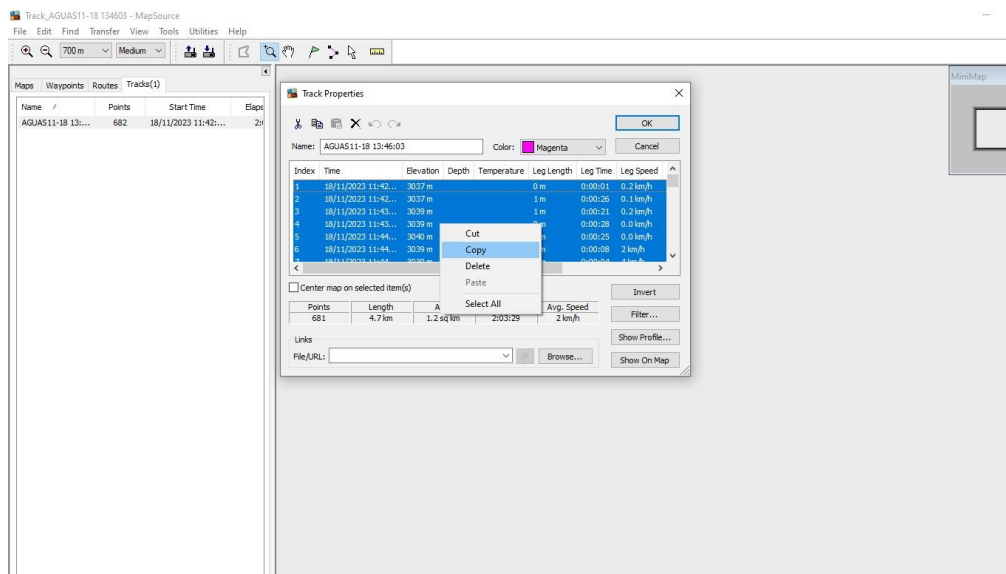 Track_AGUAS11-18 134603 - MapSource
File Edit Find Transfer View Tools Utilities Help
700 m Medium
Maps Waypoints Routes Tracks(1)
Name / Points Start Time Elaps
AGUAS11-18 13:... 682 18/11/2023 11:42:...
MiniMap
Track Properties
OK
Name: AGUAS11-18 13:46:03 Color: Magenta Cancel
Index Time Elevation Depth Temperature Leg Length Leg Time Leg Speed
1 18/11/2023 11:42... 3037 m 0 m 0:00:01 0.2 km/h
2 18/11/2023 11:42... 3037 m 1 m 0:00:26 0.1 km/h
3 18/11/2023 11:43... 3039 m 1 m 0:00:21 0.2 km/h
4 18/11/2023 11:43... 3039 m 0:00:28 0.0 km/h
5 18/11/2023 11:44... 3040 m 0:00:25 0.0 km/h
6 18/11/2023 11:44... 3039 m 0:00:08 2 km/h
Cut
Copy
Delete
Paste
Select All
Center map on selected item(s) Invert
Points Length Avg. Speed
681 4.7 km 1.2 sq km 2:03:29 2 km/h
Filter...
Links Show Profile...
File/URL: Browse... Show On Map